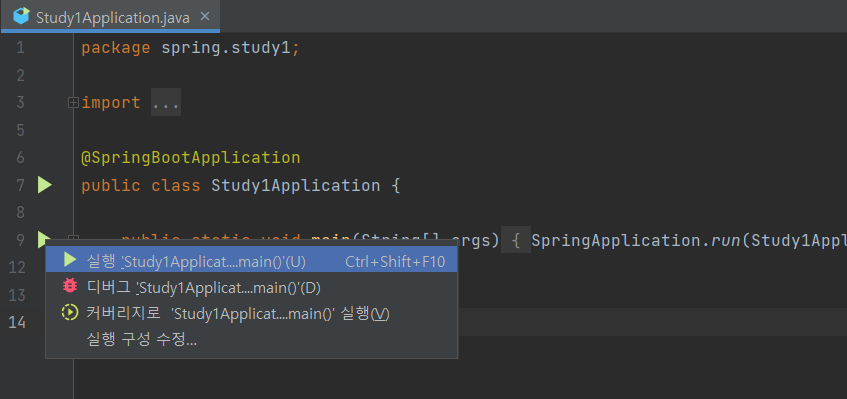 Study1Application.java
1 package spring.study1;
2
3 import ...
5
6 @SpringBootApplication
7 public class Study1Application {
8
9 public static void main(String[] args) { SpringApplication.run(Study1Appl
12
13
14
실행 'Study1Applicat....main()'(U) Ctrl+Shift+F10
디버그 'Study1Applicat....main()'(D)
커버리지로 'Study1Applicat....main()' 실행(V)
실행 구성 수정...